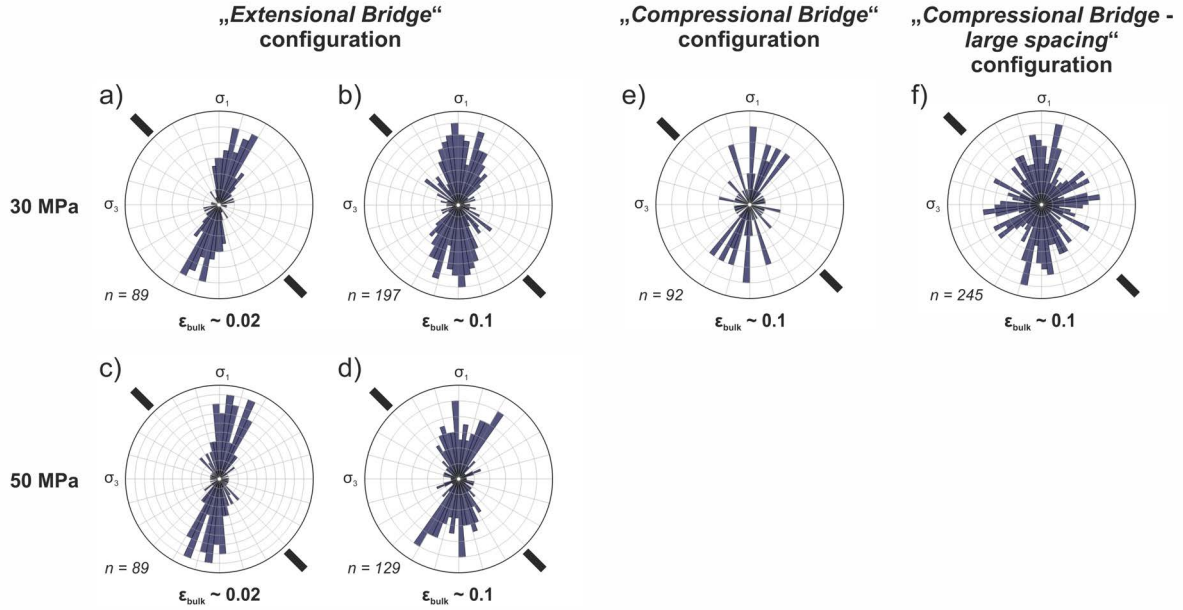 „Extensional Bridge“
configuration
„Compressional Bridge“
configuration
„Compressional Bridge -
large spacing“
configuration
30 MPa
a)
σ1
σ3
n = 89
εbulk ~ 0.02
b)
σ1
σ3
n = 197
εbulk ~ 0.1
e)
σ1
σ3
n = 92
εbulk ~ 0.1
f)
σ1
σ3
n = 245
εbulk ~ 0.1
50 MPa
c)
σ1
σ3
n = 89
εbulk ~ 0.02
d)
σ1
σ3
n = 129
εbulk ~ 0.1